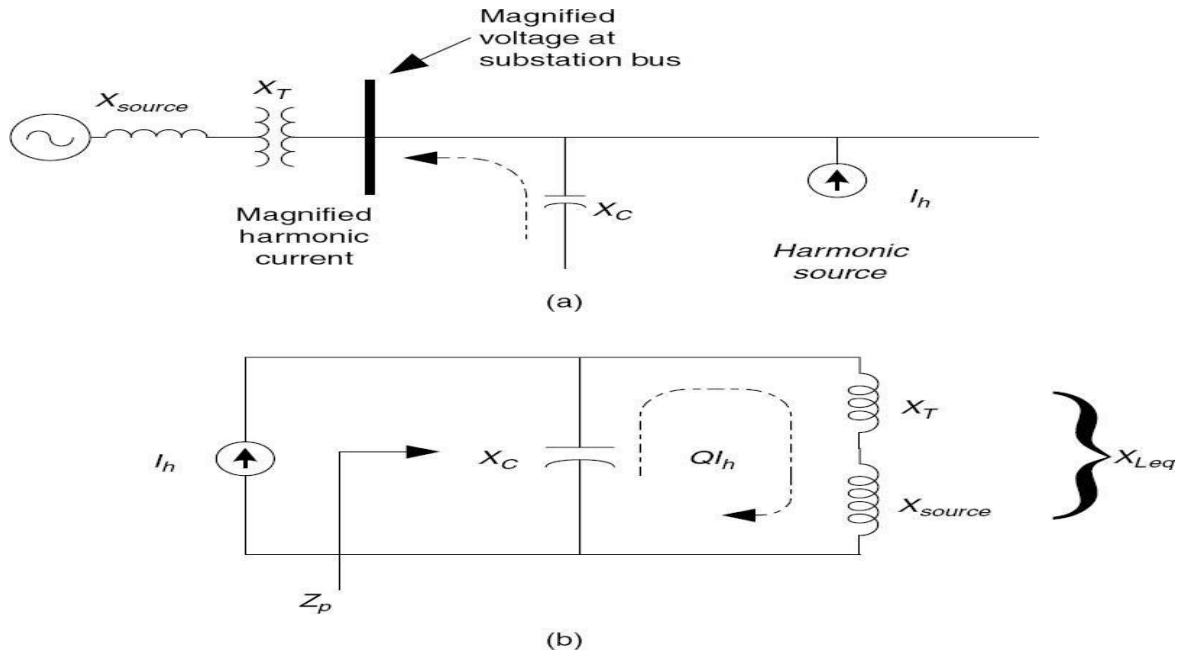 Magnified
voltage at
substation bus
X_T
X_source
Magnified
harmonic
current
X_C
I_h
Harmonic
source
(a)
I_h
X_C
QI_h
X_T
X_source
X_Leq
Z_p
(b)